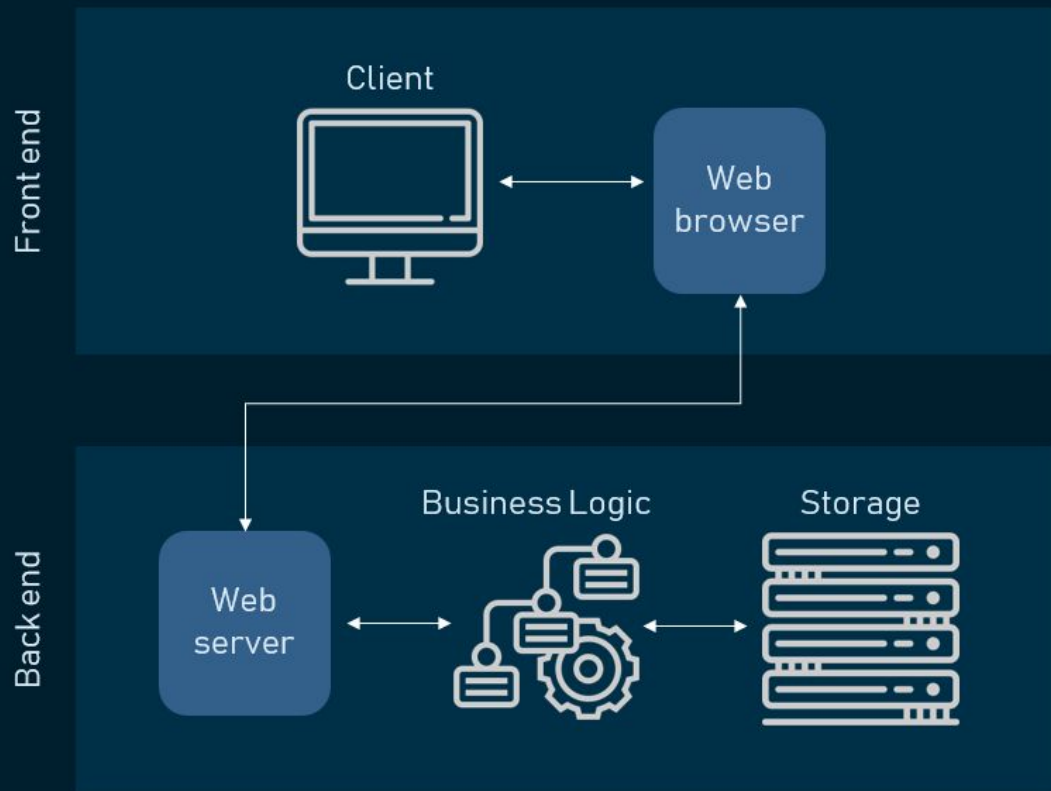 Front end
Client
Web
browser
Back end
Business Logic
Storage
Web
server